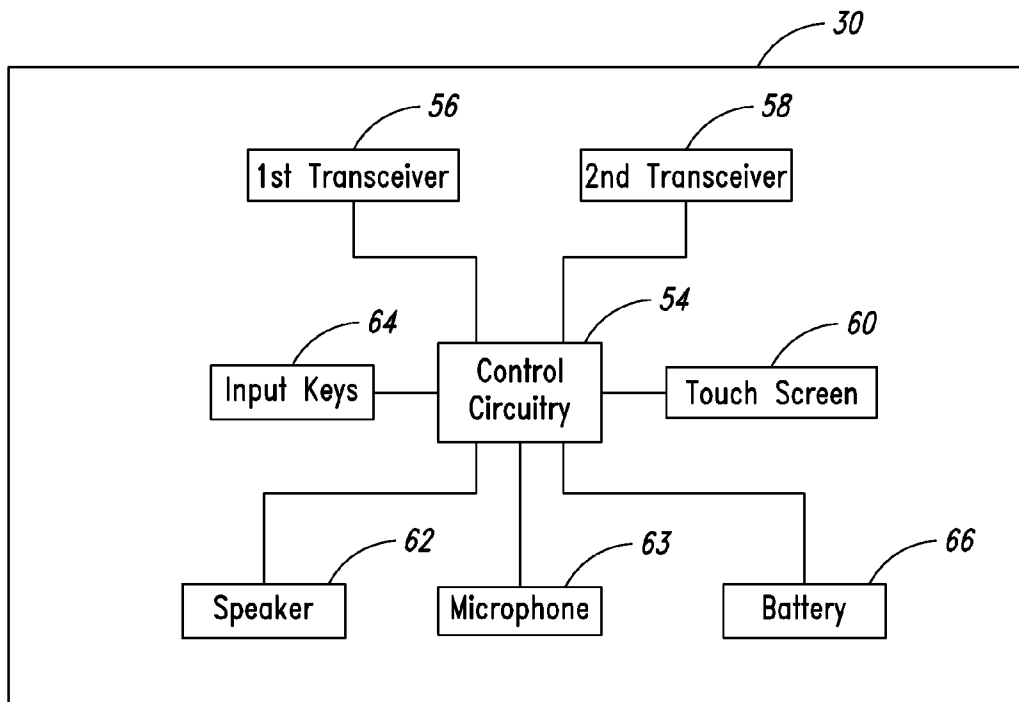 30
56
58
1st Transceiver
2nd Transceiver
54
64
60
Control
Circuitry
Input Keys
Touch Screen
62
63
66
Speaker
Microphone
Battery